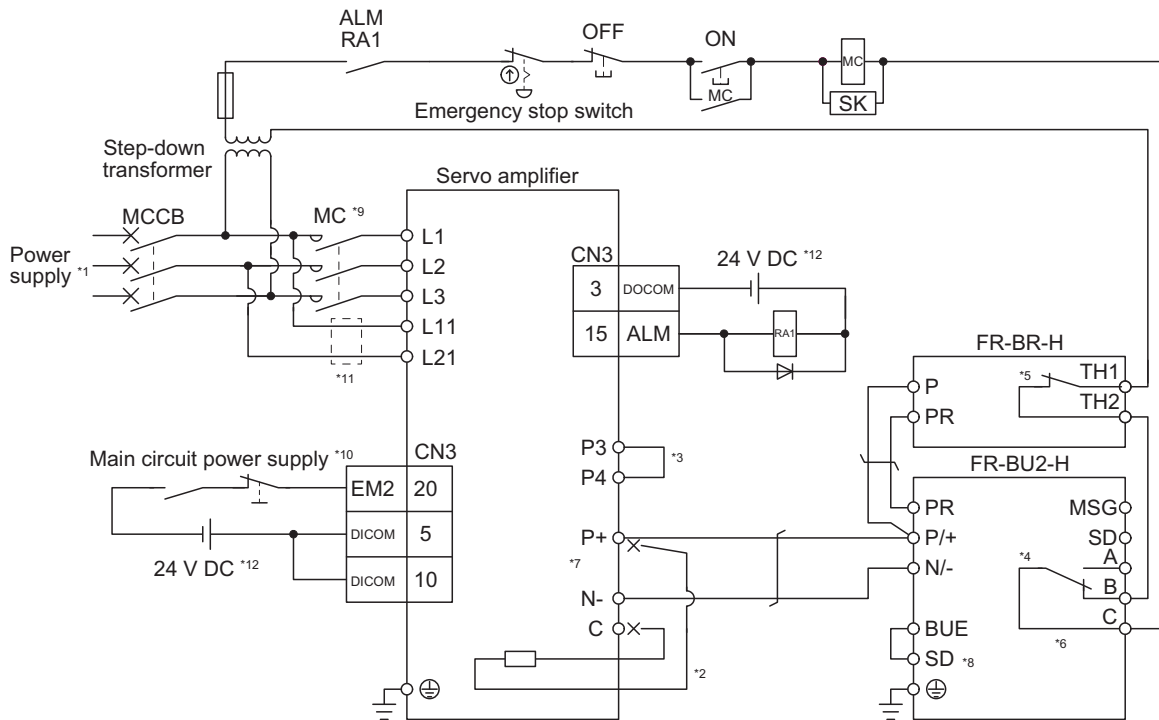 ALM
RA1
OFF
ON
MC
SK
MC
Emergency stop switch
Step-down
transformer
Servo amplifier
MCCB
MC *9
Power
supply *1
L1
L2
L3
L11
L21
*11
CN3
3 DOCOM
15 ALM
24 V DC *12
RA1
FR-BR-H
P
PR
*5
TH1
TH2
Main circuit power supply *10
CN3
EM2 20
DICOM 5
DICOM 10
24 V DC *12
P3
P4
*3
P+
*7
N-
C
*2
FR-BU2-H
PR
P/+
N/-
BUE
SD *8
MSG
SD
A
B
C
*4
*6